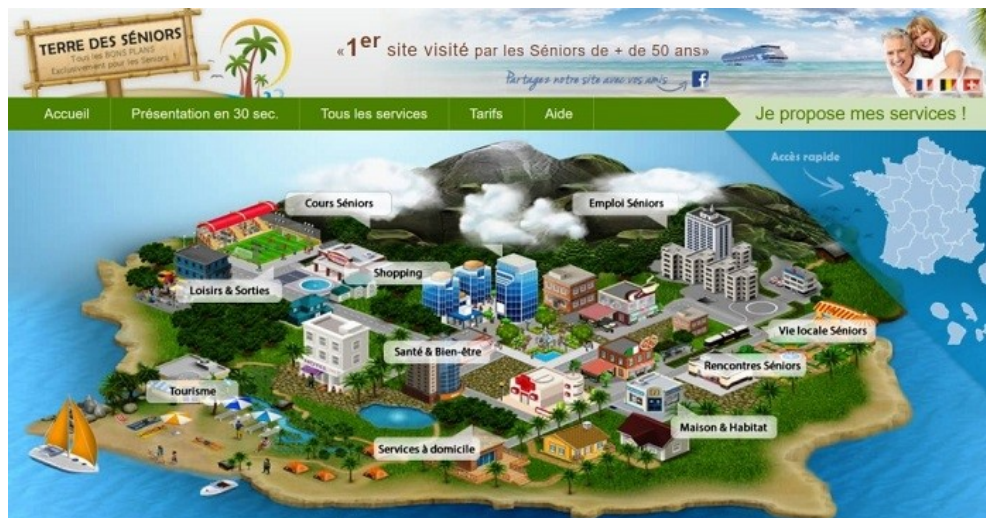 TERRE DES SÉNIORS
Tous les BONS PLANS
Exclusivement pour les Séniors !
«1er site visité par les Séniors de + de 50 ans»
Partagez notre site avec vos amis
f
Accueil
Présentation en 30 sec.
Tous les services
Tarifs
Aide
Je propose mes services !
Accès rapide
Cours Séniors
Emploi Séniors
Shopping
Loisirs & Sorties
Vie locale Séniors
Santé & Bien-être
Rencontres Séniors
Tourisme
Maison & Habitat
Services à domicile